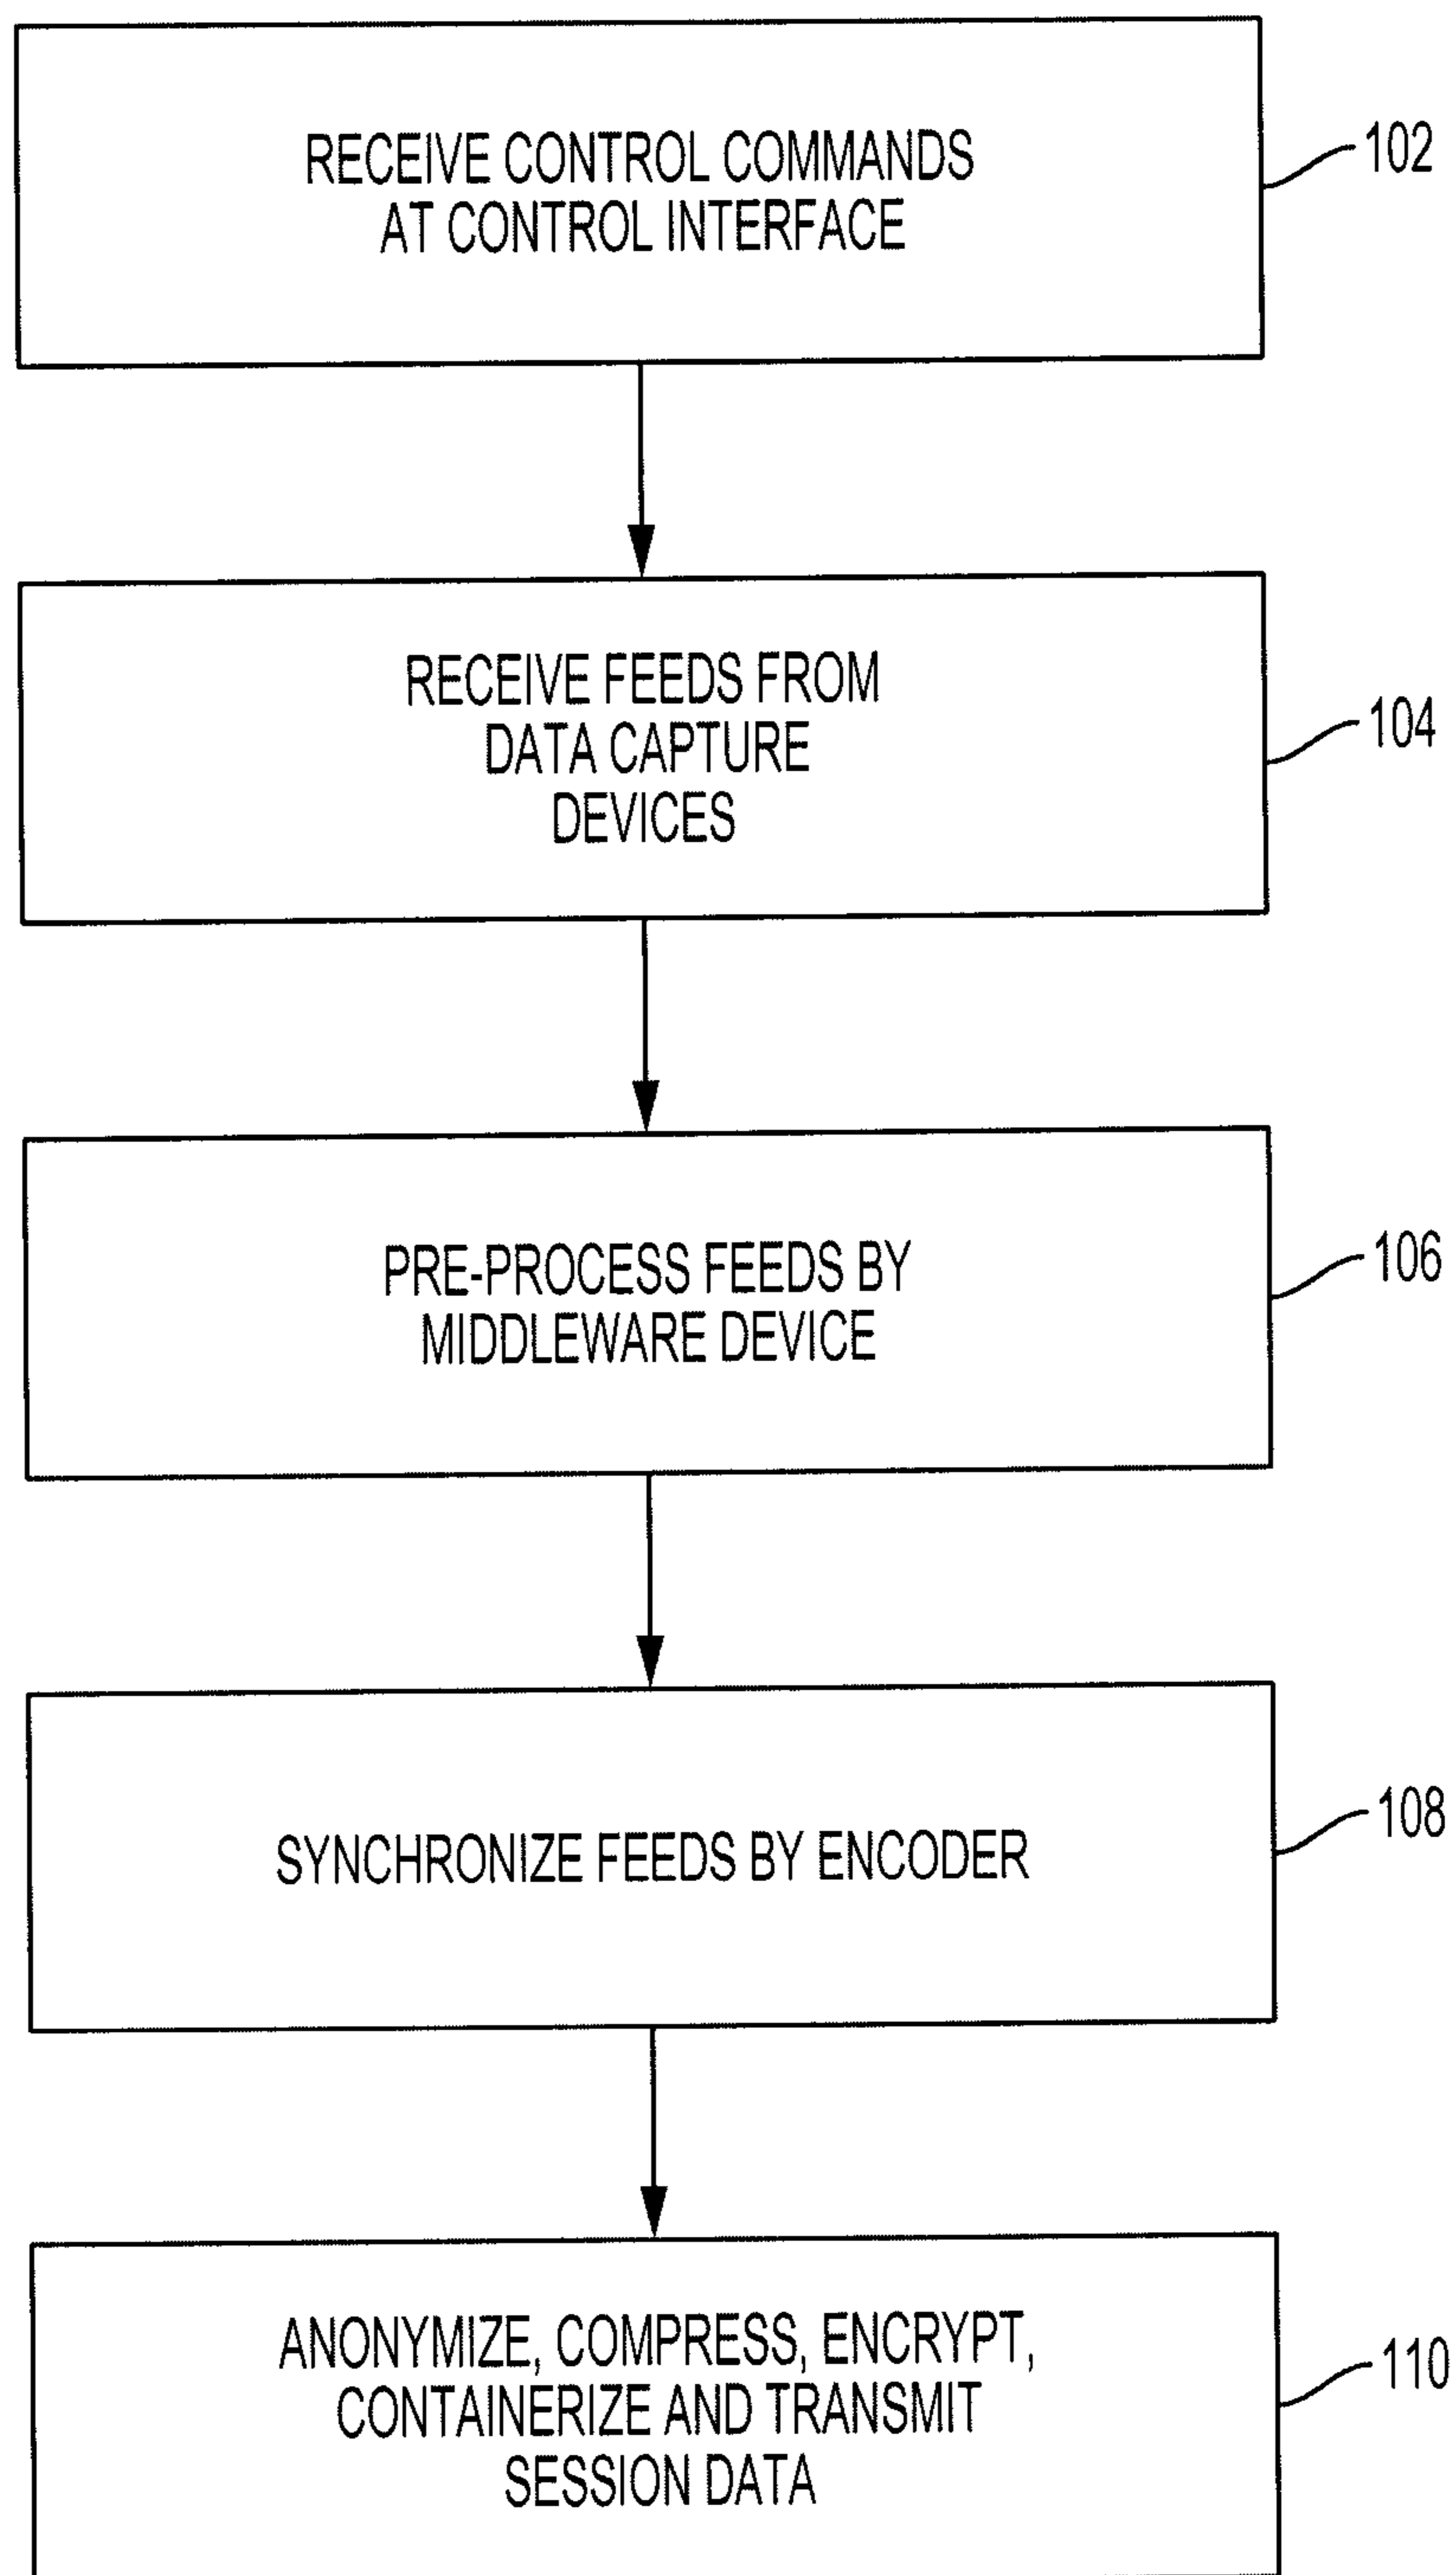 RECEIVE CONTROL COMMANDS
AT CONTROL INTERFACE
102
RECEIVE FEEDS FROM
DATA CAPTURE
DEVICES
104
PRE-PROCESS FEEDS BY
MIDDLEWARE DEVICE
106
SYNCHRONIZE FEEDS BY ENCODER
108
ANONYMIZE, COMPRESS, ENCRYPT,
CONTAINERIZE AND TRANSMIT
SESSION DATA
110